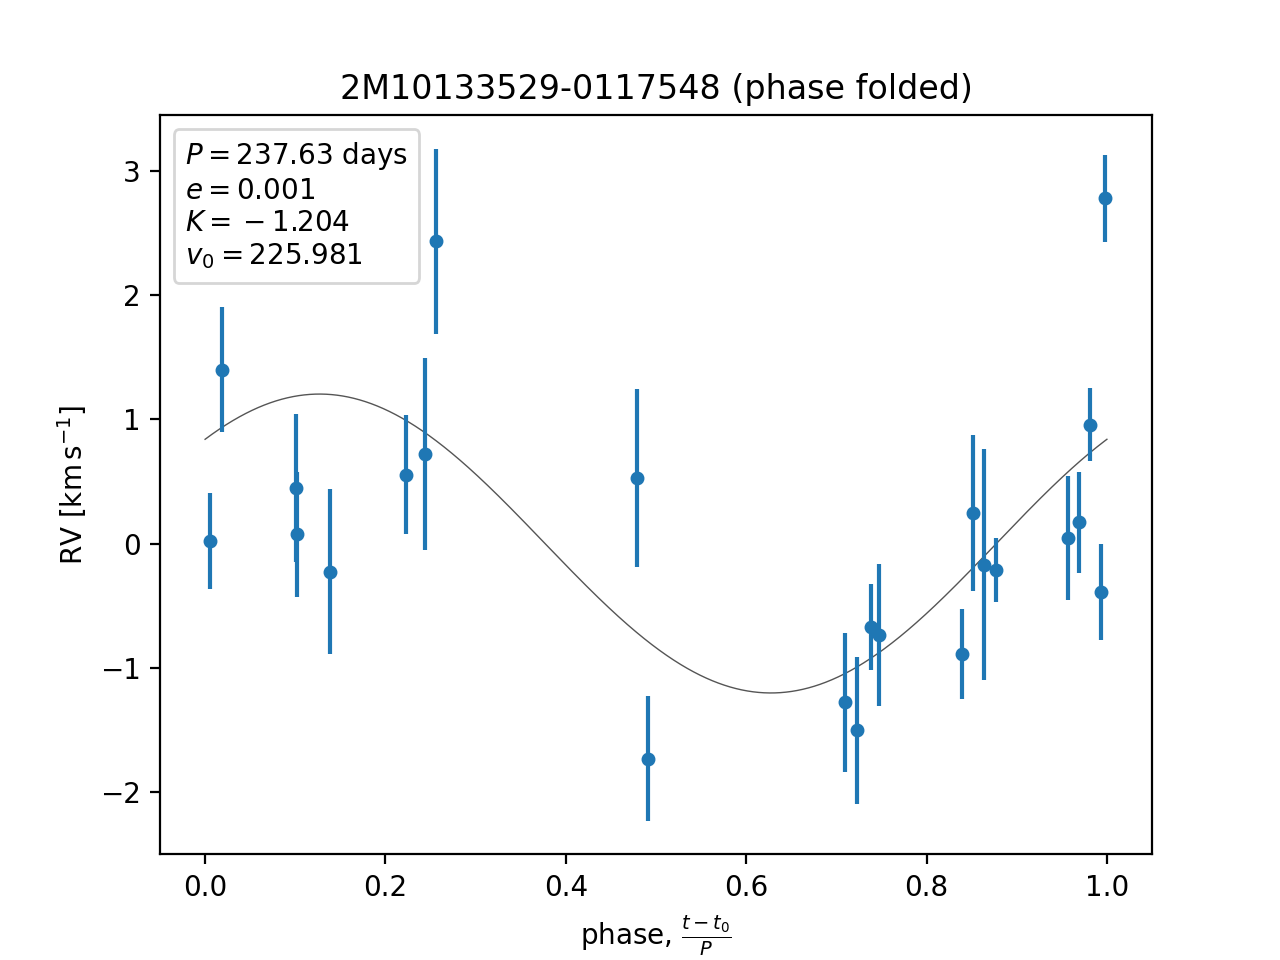 2M10133529-0117548 (phase folded)
P = 237.63 days
e = 0.001
K = −1.204
v₀ = 225.981
3
2
1
0
−1
−2
RV [km s⁻¹]
0.0 0.2 0.4 0.6 0.8 1.0
phase, (t − t₀)/P